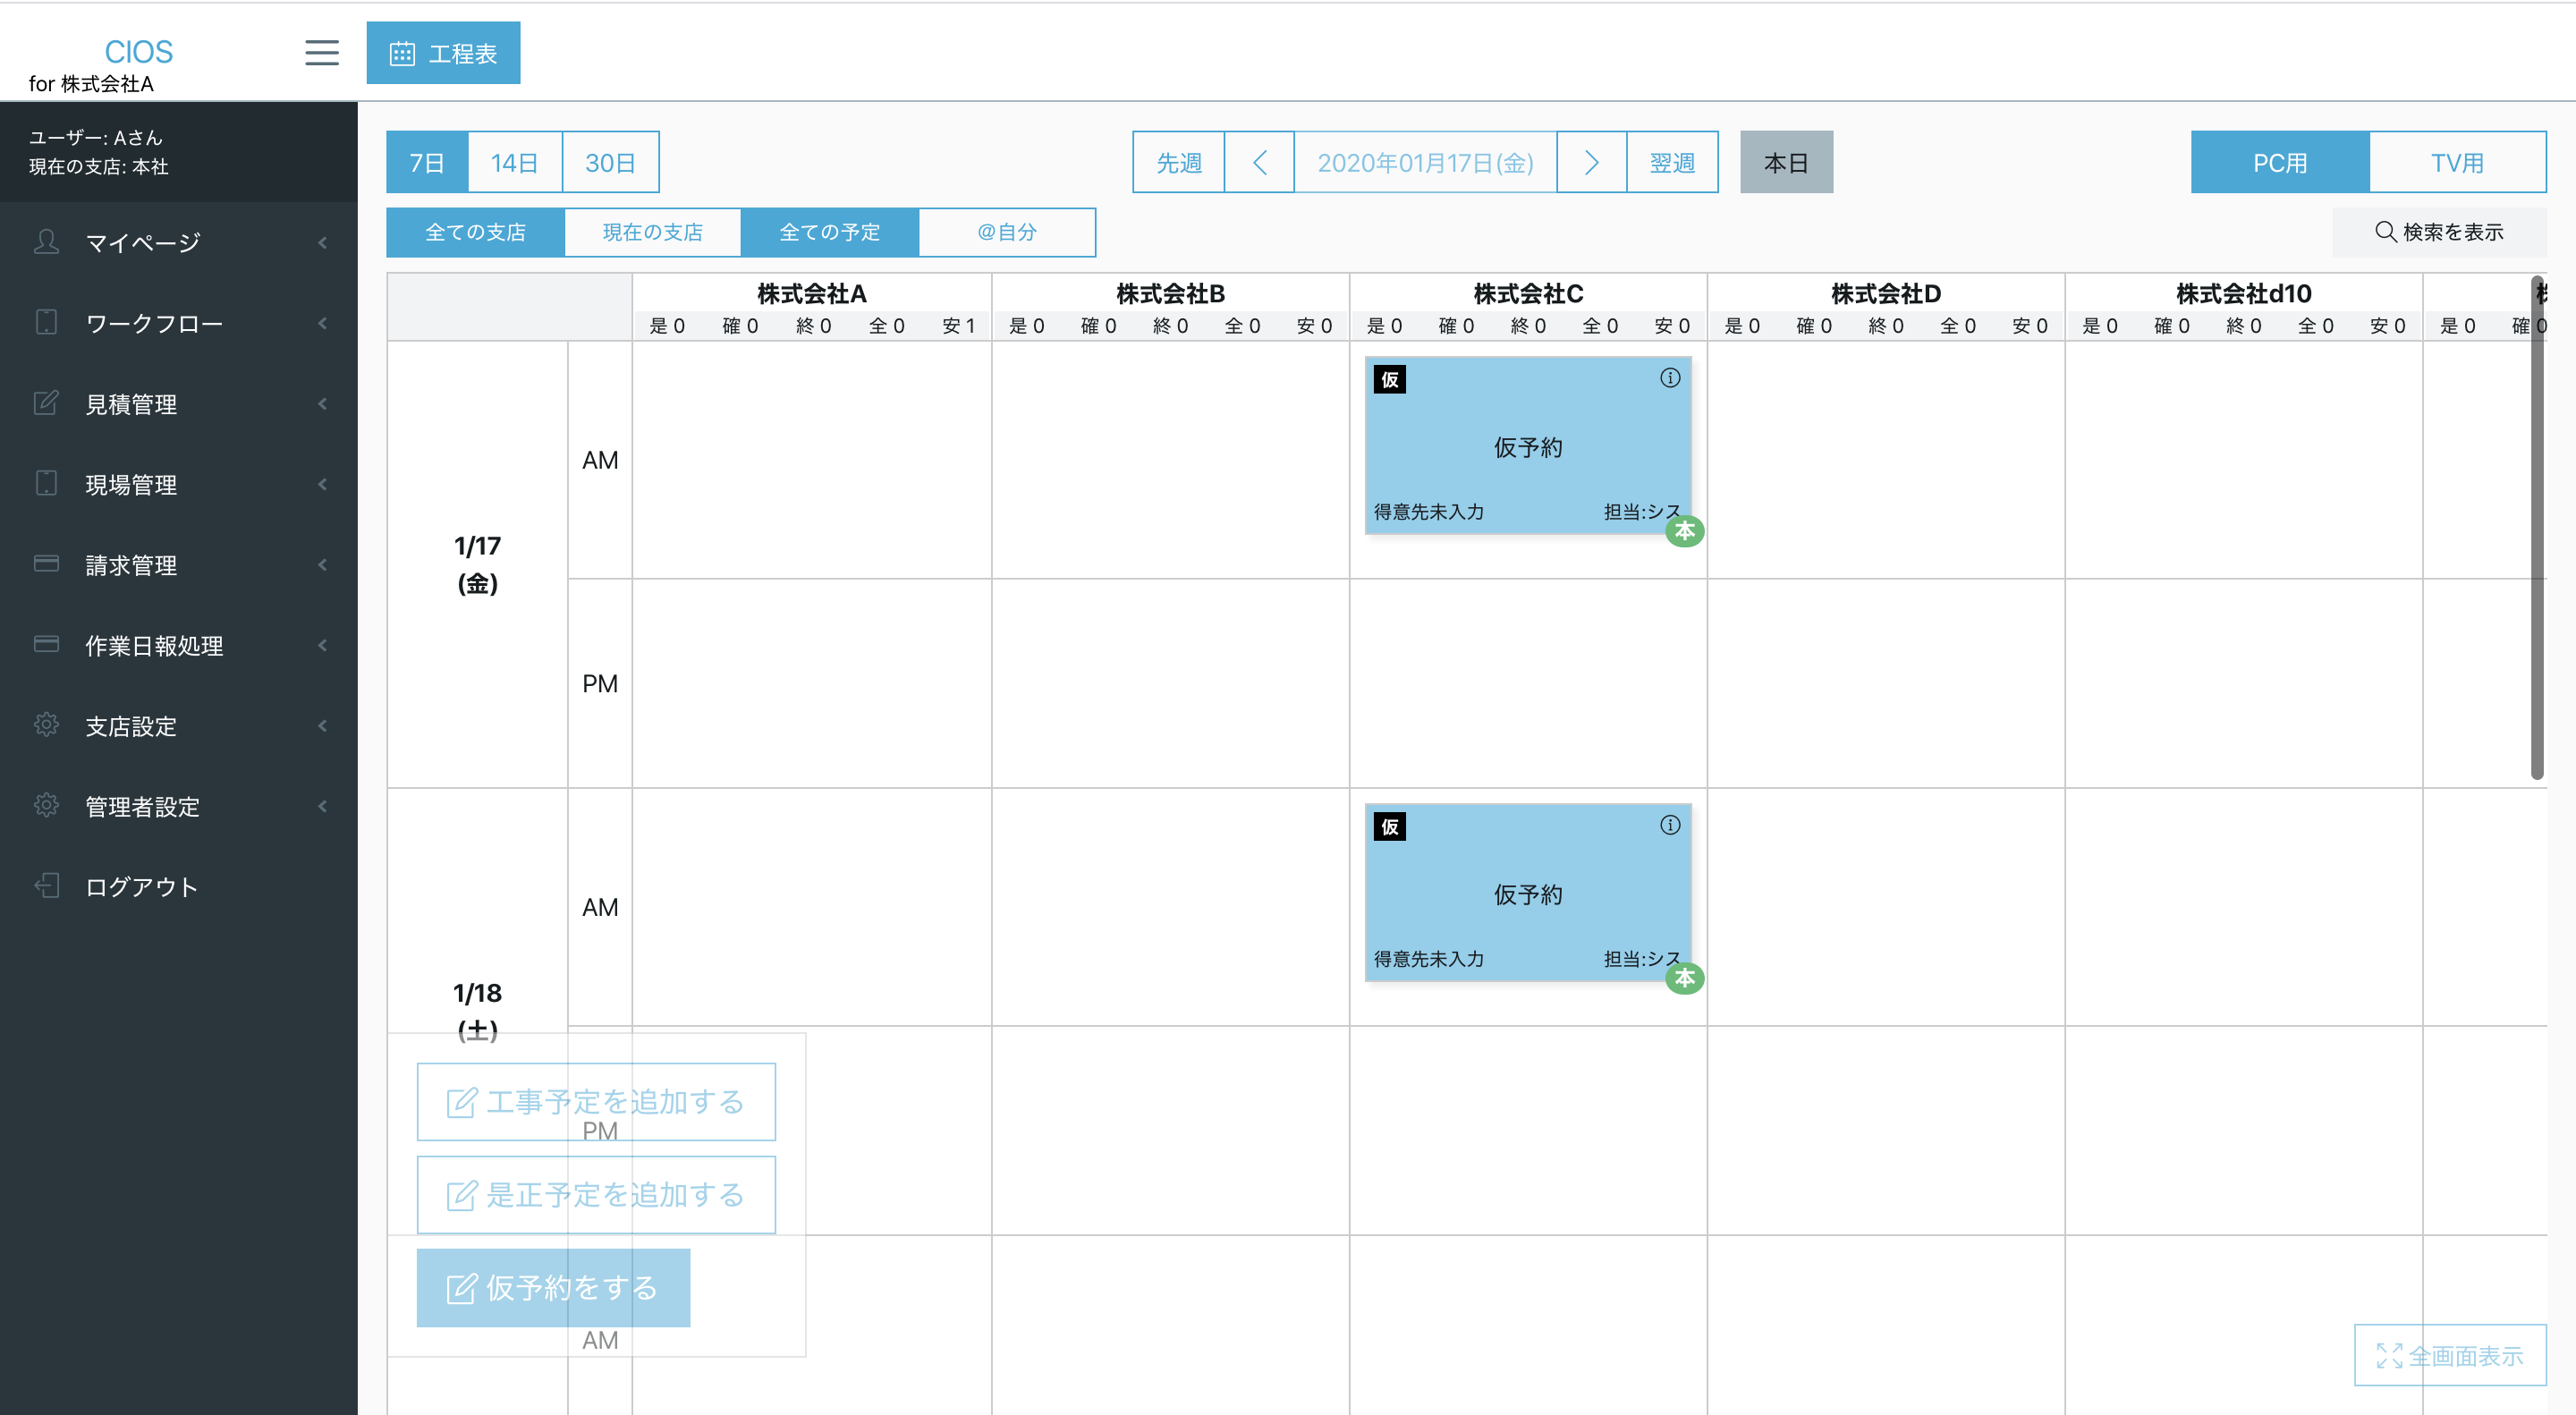 CIOS
for 株式会社A
工程表
ユーザー: Aさん
現在の支店: 本社
マイページ
ワークフロー
見積管理
現場管理
請求管理
作業日報処理
支店設定
管理者設定
ログアウト
7日 14日 30日
先週 2020年01月17日(金) 翌週 本日
PC用 TV用
全ての支店 現在の支店 全ての予定 @自分
検索を表示
株式会社A 株式会社B 株式会社C 株式会社D 株式会社d10
是 0 確 0 終 0 全 0 安 1 是 0 確 0 終 0 全 0 安 0 是 0 確 0 終 0 全 0 安 0 是 0 確 0 終 0 全 0 安 0 是 0 確 0 終 0 全 0 安 0 是 0 確 0
1/17
(金)
AM
仮
仮予約
得意先未入力 担当:シス
本
PM
1/18
(土)
AM
仮
仮予約
得意先未入力 担当:シス
本
工事予定を追加する
PM
是正予定を追加する
仮予約をする
AM
全画面表示